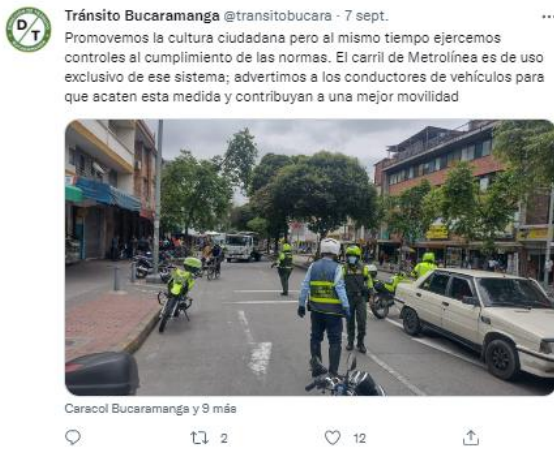 Tránsito Bucaramanga @transitobucara · 7 sept. ...
Promovemos la cultura ciudadana pero al mismo tiempo ejercemos
controles al cumplimiento de las normas. El carril de Metrolínea es de uso
exclusivo de ese sistema; advertimos a los conductores de vehículos para
que acaten esta medida y contribuyan a una mejor movilidad
D
T
Caracol Bucaramanga y 9 más
2
12